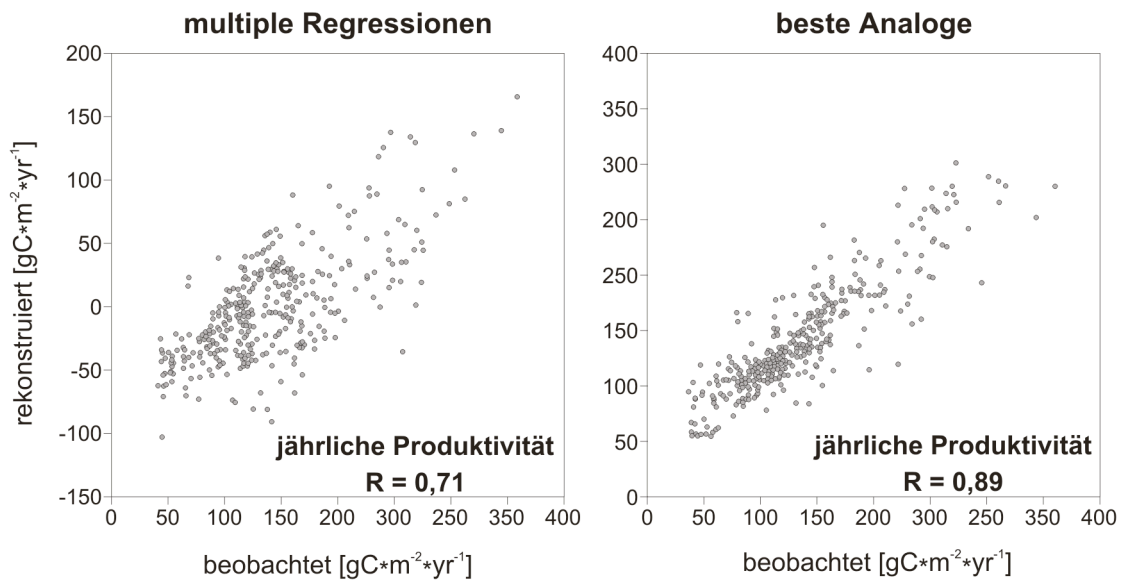 multiple Regressionen
beste Analoge
rekonstruiert [gC*m⁻²*yr⁻¹]
200
150
100
50
0
-50
-100
-150
0 50 100 150 200 250 300 350 400
beobachtet [gC*m⁻²*yr⁻¹]
jährliche Produktivität
R = 0,71
400
350
300
200
250
150
100
50
0
0 50 100 150 200 250 300 350 400
beobachtet [gC*m⁻²*yr⁻¹]
jährliche Produktivität
R = 0,89